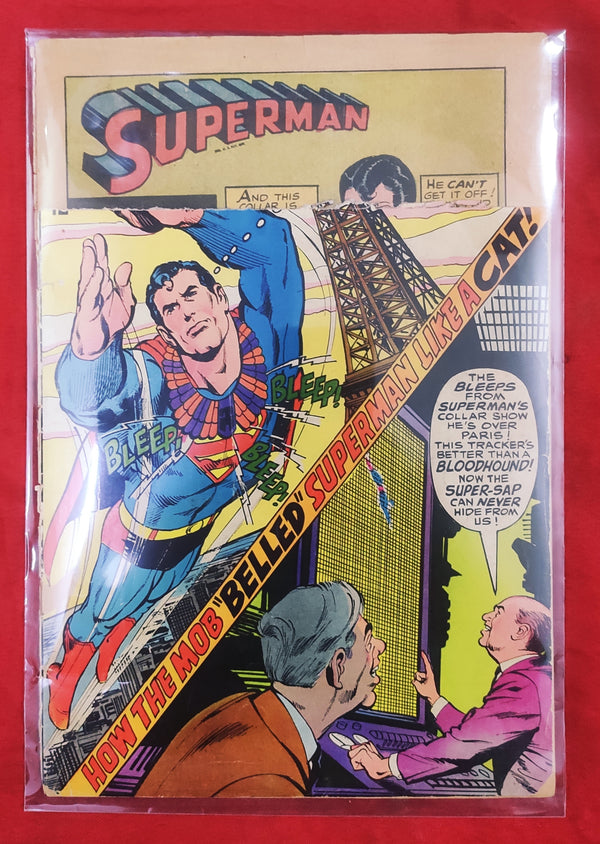 SUPERMAN
AND THIS
COLLAR IS
HE CAN'T
GET IT OFF!
BLEEP!
BLEEP!
BLEEP!
HOW THE MOB "BELLED" SUPERMAN LIKE A CAT!
THE
BLEEPS
FROM
SUPERMAN'S
COLLAR SHOW
HE'S OVER
PARIS!
THIS TRACKER'S
BETTER THAN A
BLOODHOUND!
NOW THE
SUPER-SAP
CAN NEVER
HIDE FROM
US!